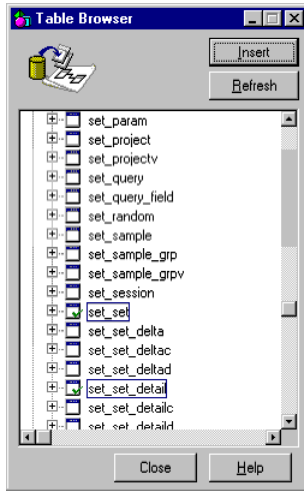 Table Browser
Insert
Refresh
set_param
set_project
set_projectv
set_query
set_query_field
set_random
set_sample
set_sample_grp
set_sample_grpv
set_session
set_set
set_set_delta
set_set_deltac
set_set_deltad
set_set_detail
set_set_detailc
set_set_detaild
Close
Help